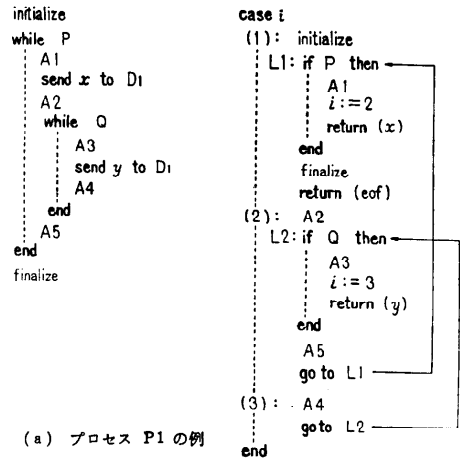 initialize
while P
A1
send x to D1
A2
while Q
A3
send y to D1
A4
end
A5
end
finalize
(a) プロセス P1 の例
case i
(1): initialize
L1: if P then
A1
i:=2
return (x)
end
finalize
return (eof)
(2): A2
L2: if Q then
A3
i:=3
return (y)
end
A5
go to L1
(3): A4
goto L2
end